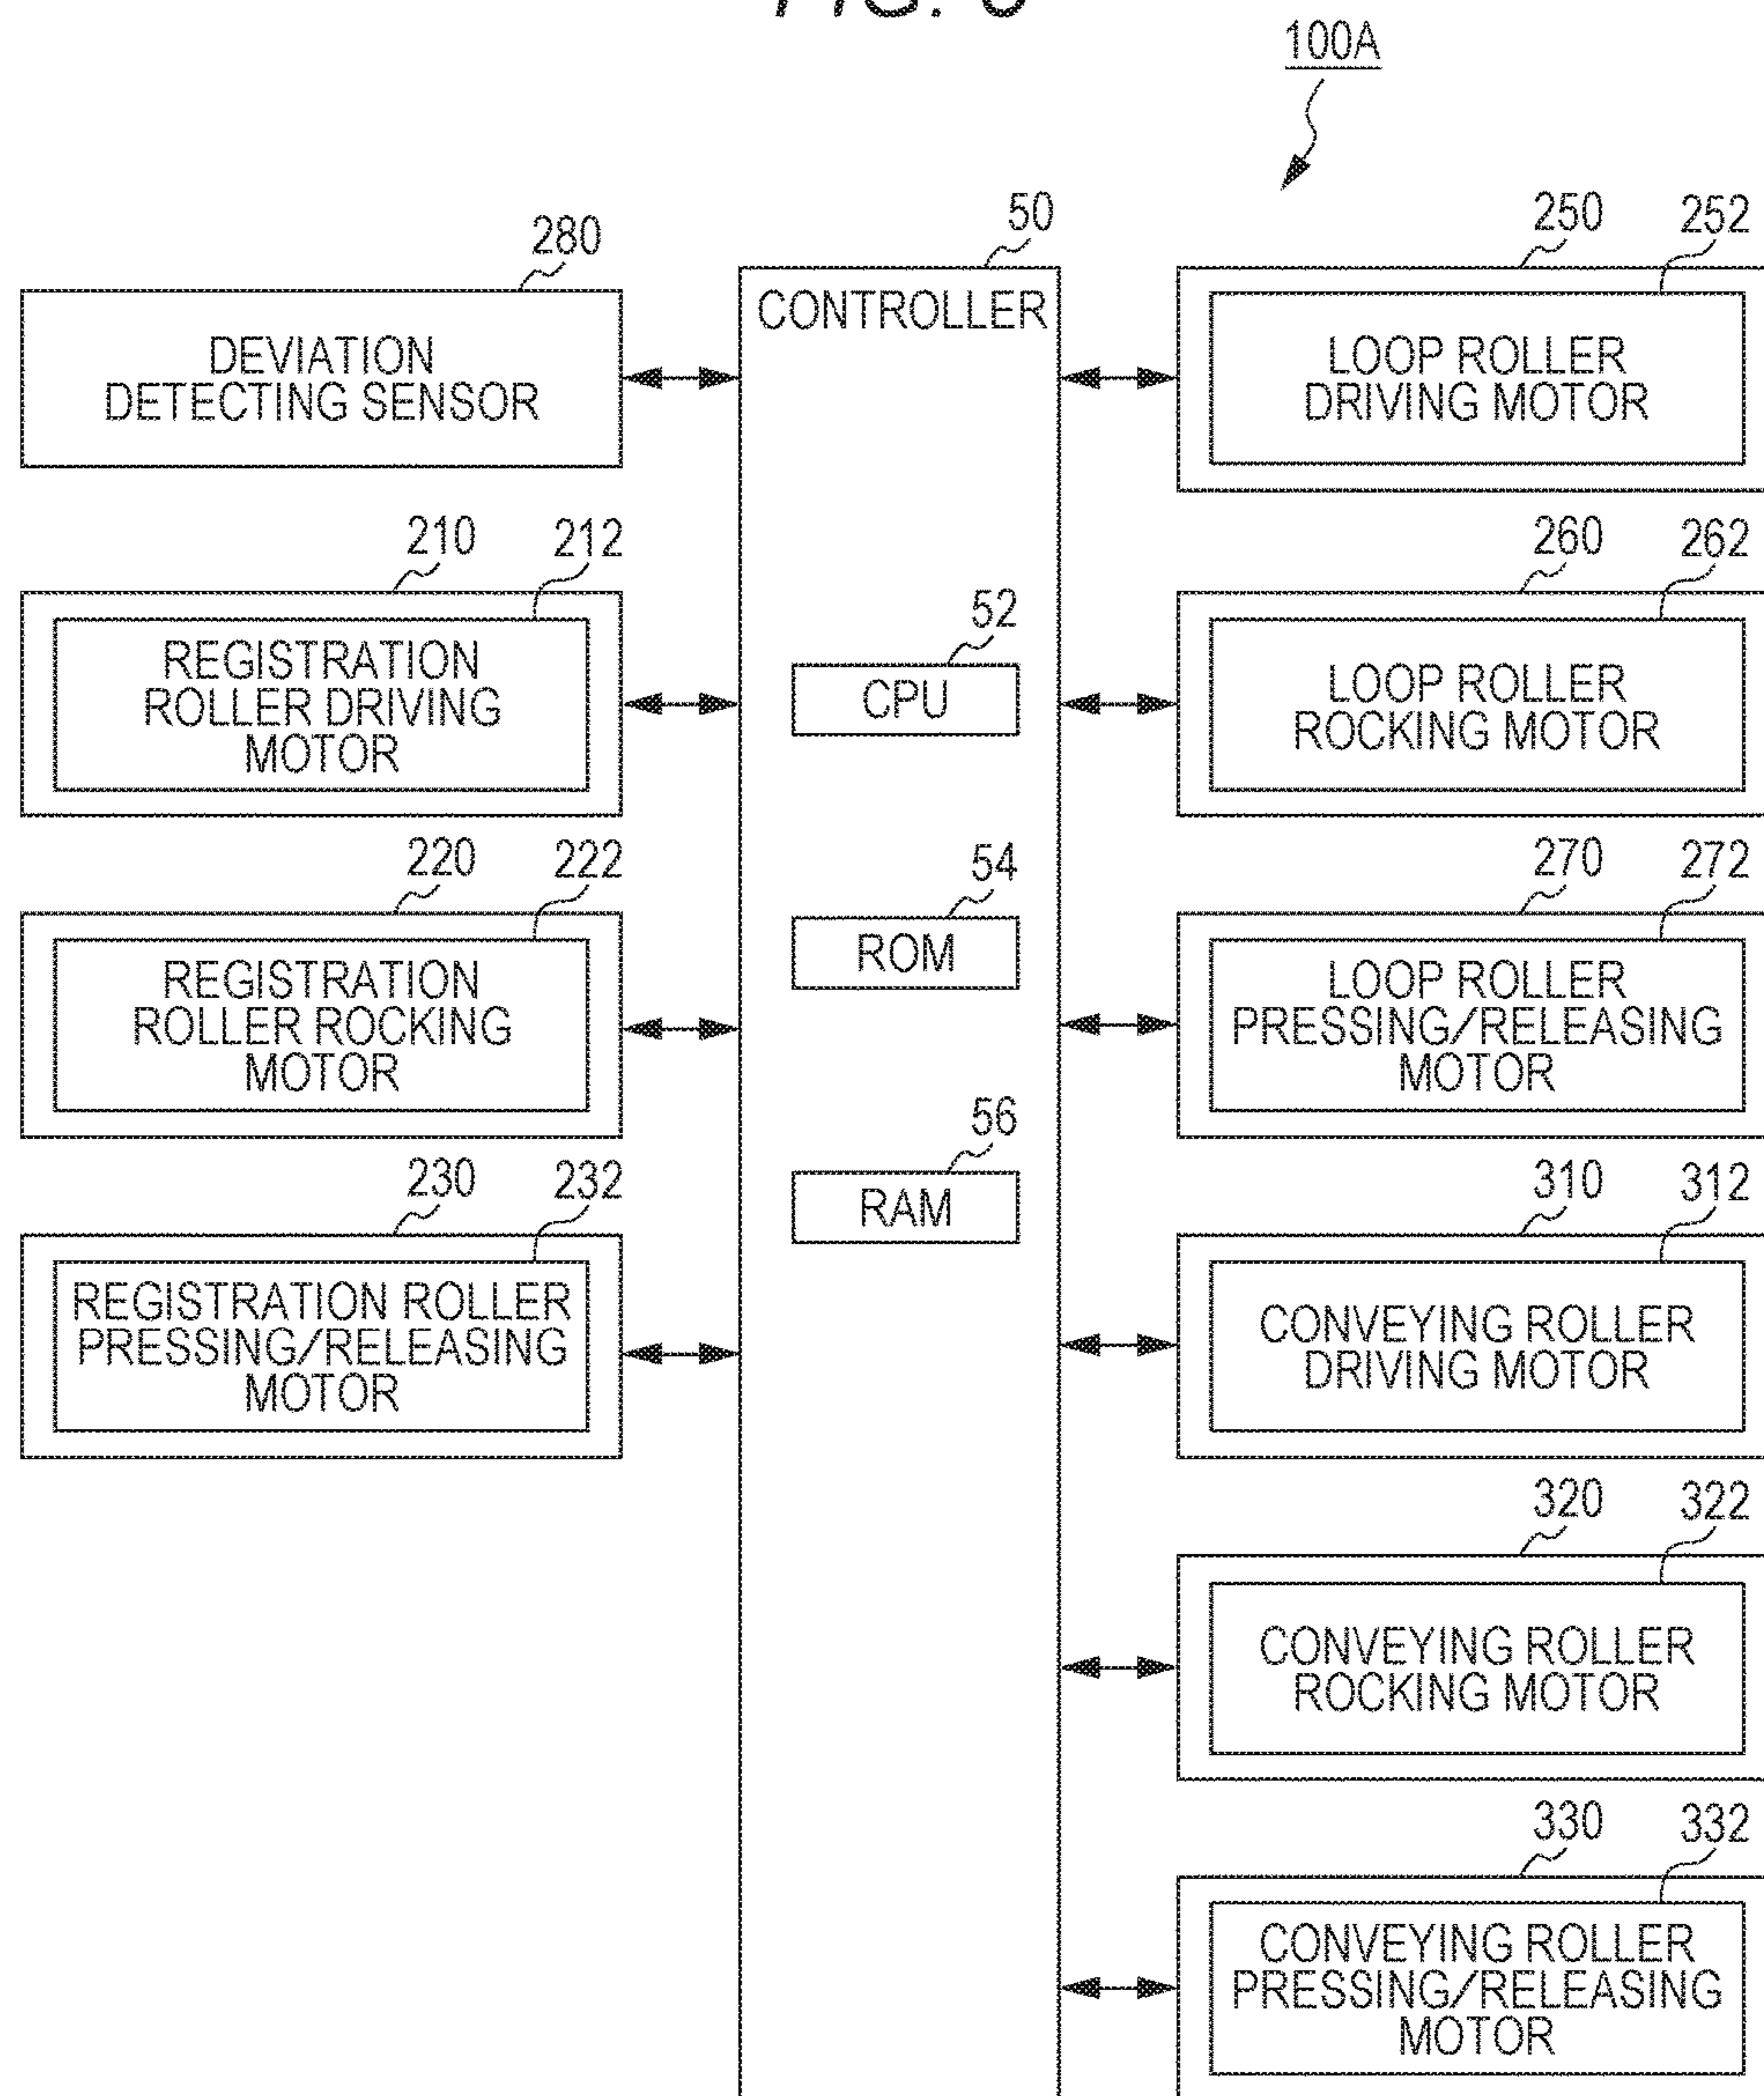 100A
280
DEVIATION
DETECTING SENSOR
210
212
REGISTRATION
ROLLER DRIVING
MOTOR
220
222
REGISTRATION
ROLLER ROCKING
MOTOR
230
232
REGISTRATION ROLLER
PRESSING/RELEASING
MOTOR
50
CONTROLLER
52
CPU
54
ROM
56
RAM
250
252
LOOP ROLLER
DRIVING MOTOR
260
262
LOOP ROLLER
ROCKING MOTOR
270
272
LOOP ROLLER
PRESSING/RELEASING
MOTOR
310
312
CONVEYING ROLLER
DRIVING MOTOR
320
322
CONVEYING ROLLER
ROCKING MOTOR
330
332
CONVEYING ROLLER
PRESSING/RELEASING
MOTOR